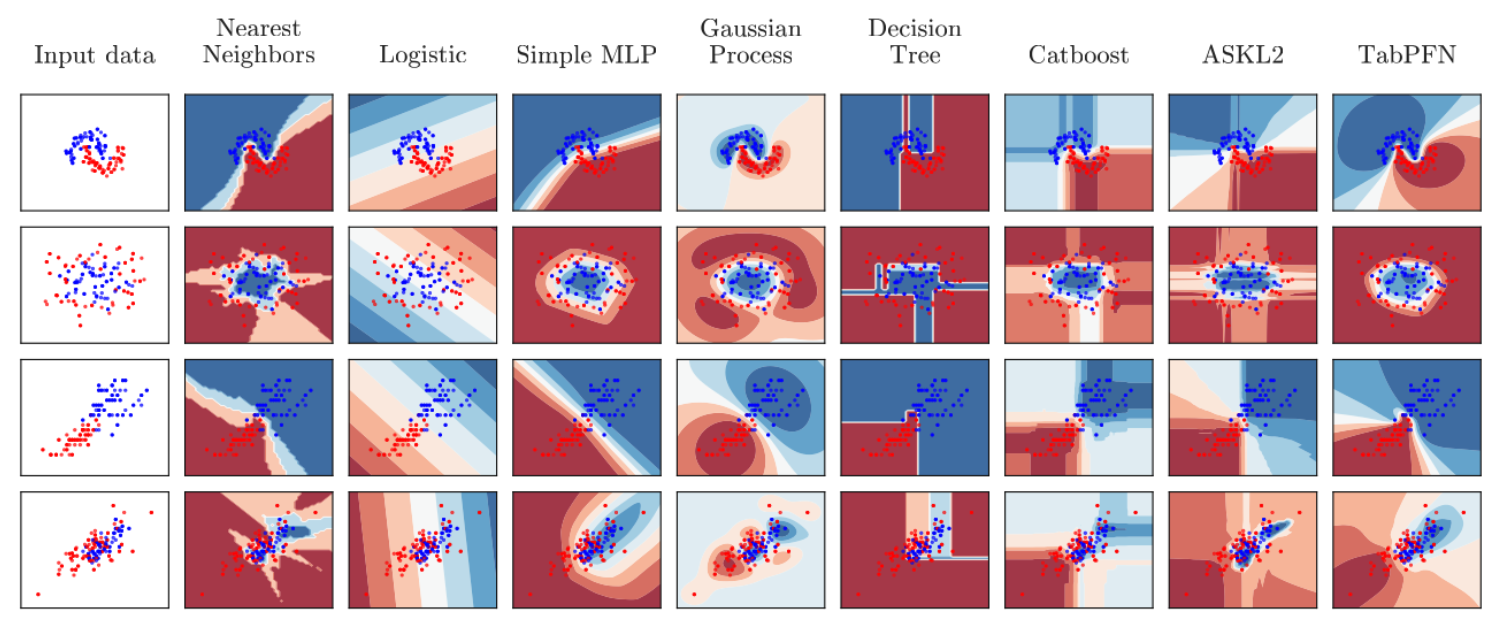 Input data
Nearest
Neighbors
Logistic
Simple MLP
Gaussian
Process
Decision
Tree
Catboost
ASKL2
TabPFN